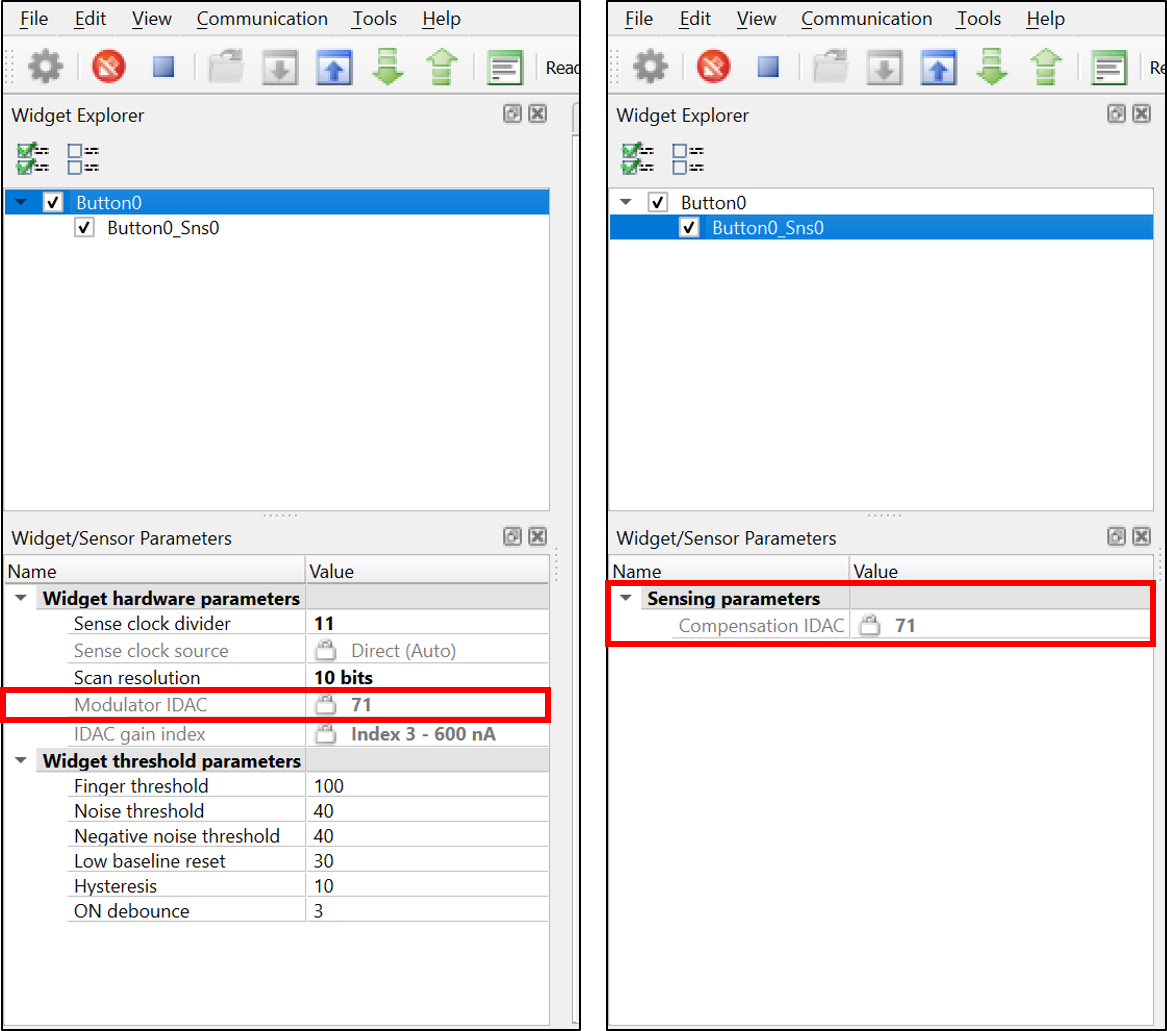 File Edit View Communication Tools Help
Read
Widget Explorer
Button0
Button0_Sns0
Widget/Sensor Parameters
Name Value
Widget hardware parameters
Sense clock divider 11
Sense clock source Direct (Auto)
Scan resolution 10 bits
Modulator IDAC 71
IDAC gain index Index 3 - 600 nA
Widget threshold parameters
Finger threshold 100
Noise threshold 40
Negative noise threshold 40
Low baseline reset 30
Hysteresis 10
ON debounce 3
File Edit View Communication Tools Help
Re
Widget Explorer
Button0
Button0_Sns0
Widget/Sensor Parameters
Name Value
Sensing parameters
Compensation IDAC 71